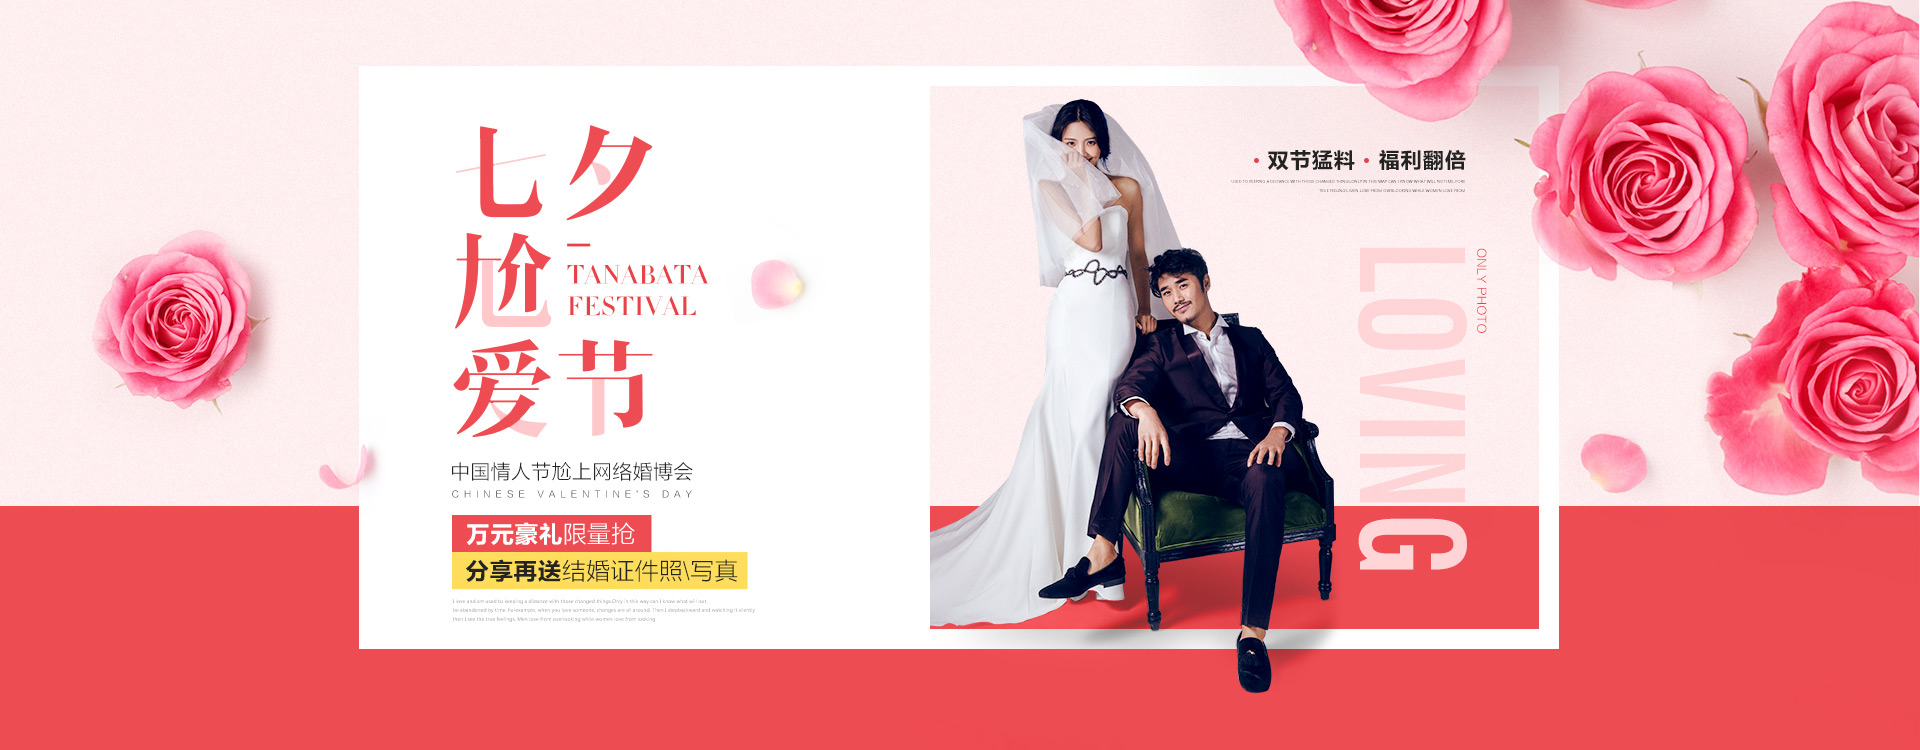 七夕
尬
TANABATA
FESTIVAL
爱节
中国情人节尬上网络婚博会
CHINESE VALENTINE'S DAY
万元豪礼限量抢
分享再送结婚证件照\写真
·双节猛料·福利翻倍
LOVING
ONLY PHOTO